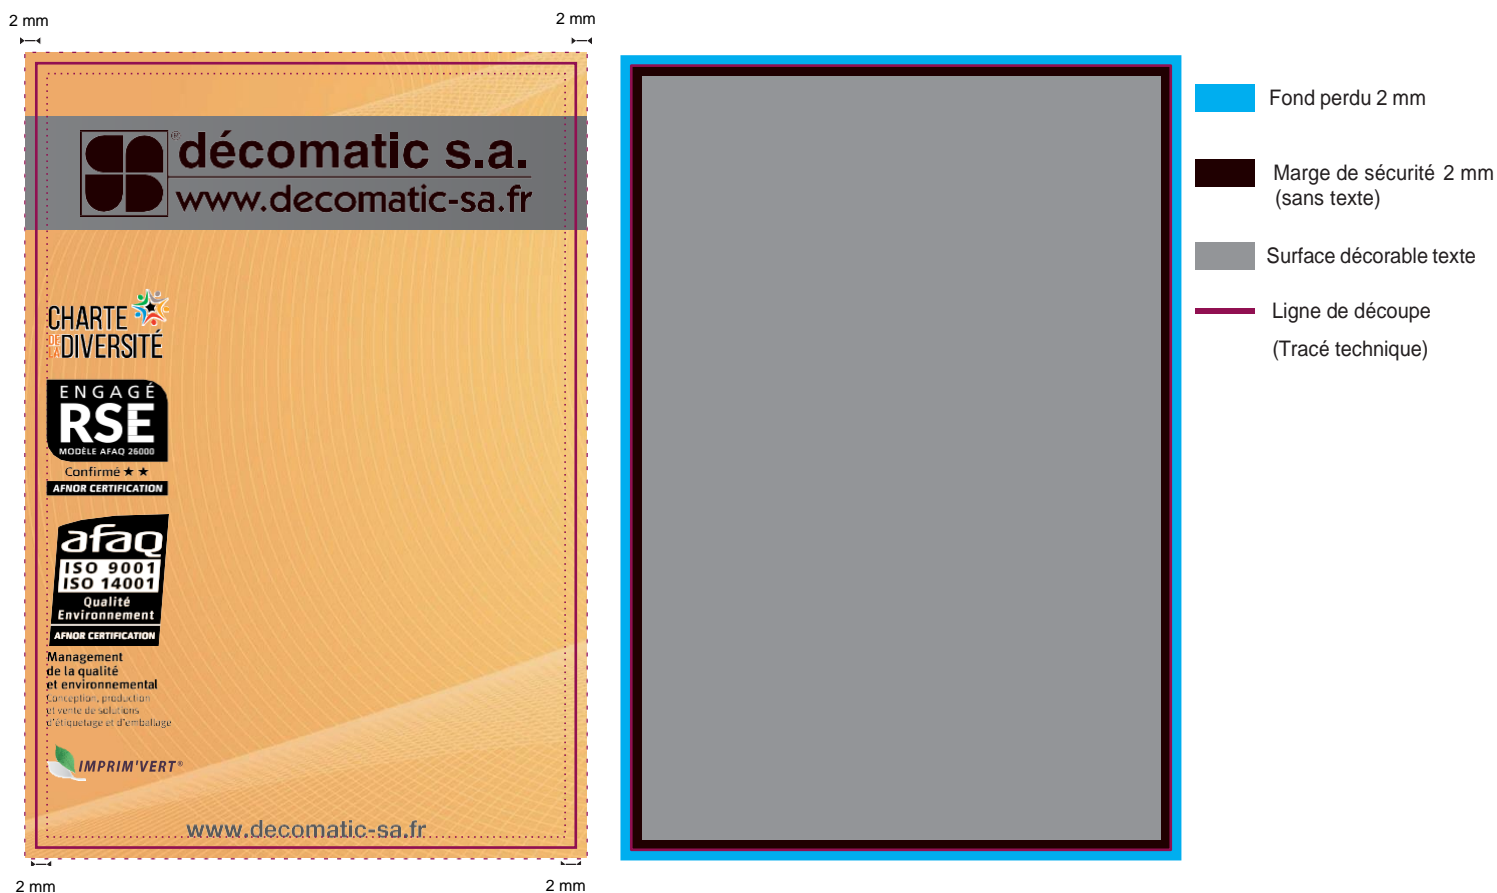 2 mm
2 mm
® décomatic s.a.
www.decomatic-sa.fr
CHARTE
DE LA DIVERSITÉ
ENGAGÉ
RSE
MODÈLE AFAQ 26000
Confirmé ★ ★
AFNOR CERTIFICATION
afaq
ISO 9001
ISO 14001
Qualité
Environnement
AFNOR CERTIFICATION
Management
de la qualité
et environnemental
Conception, production
et vente de solutions
d'étiquetage et d'emballage
IMPRIM'VERT®
www.decomatic-sa.fr
2 mm
2 mm
Fond perdu 2 mm
Marge de sécurité 2 mm
(sans texte)
Surface décorable texte
Ligne de découpe
(Tracé technique)